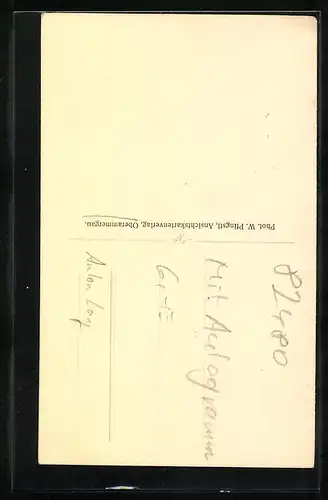 Phot. W. Pfingstl, Ansichtskartenverlag, Oberammergau.
82480
Mit Autogramm
Anton Lang